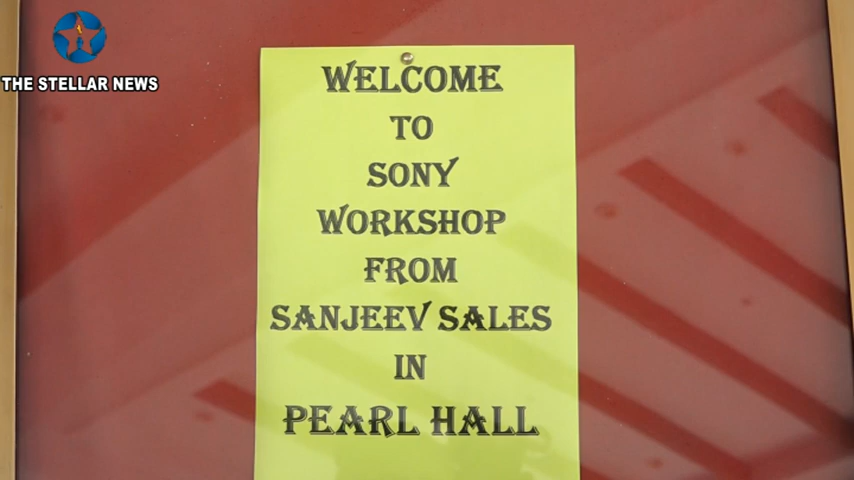 THE STELLAR NEWS
WELCOME
TO
SONY
WORKSHOP
FROM
SANJEEV SALES
IN
PEARL HALL